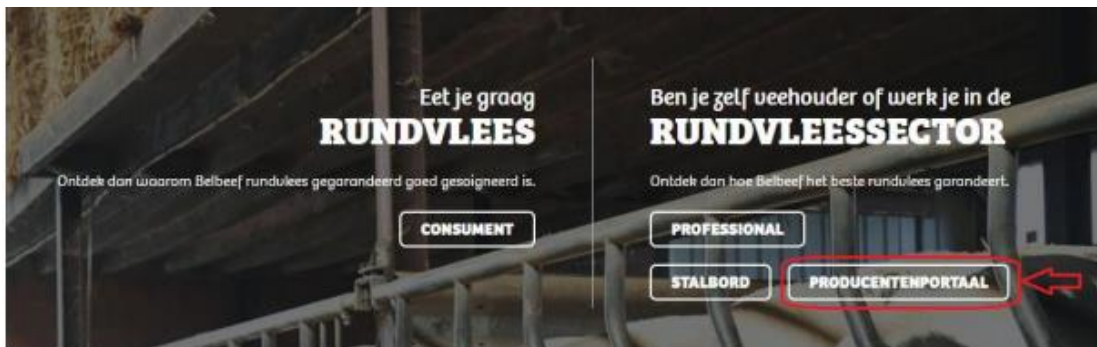 Eet je graag
RUNDVLEES
Ontdek dan waarom Belbeef rundvlees gegarandeerd goed gesoigneerd is.
CONSUMENT
Ben je zelf veehouder of werk je in de
RUNDVLEESSECTOR
Ontdek dan hoe Belbeef het beste rundvlees garandeert.
PROFESSIONAL
STALBORD PRODUCENTENPORTAAL